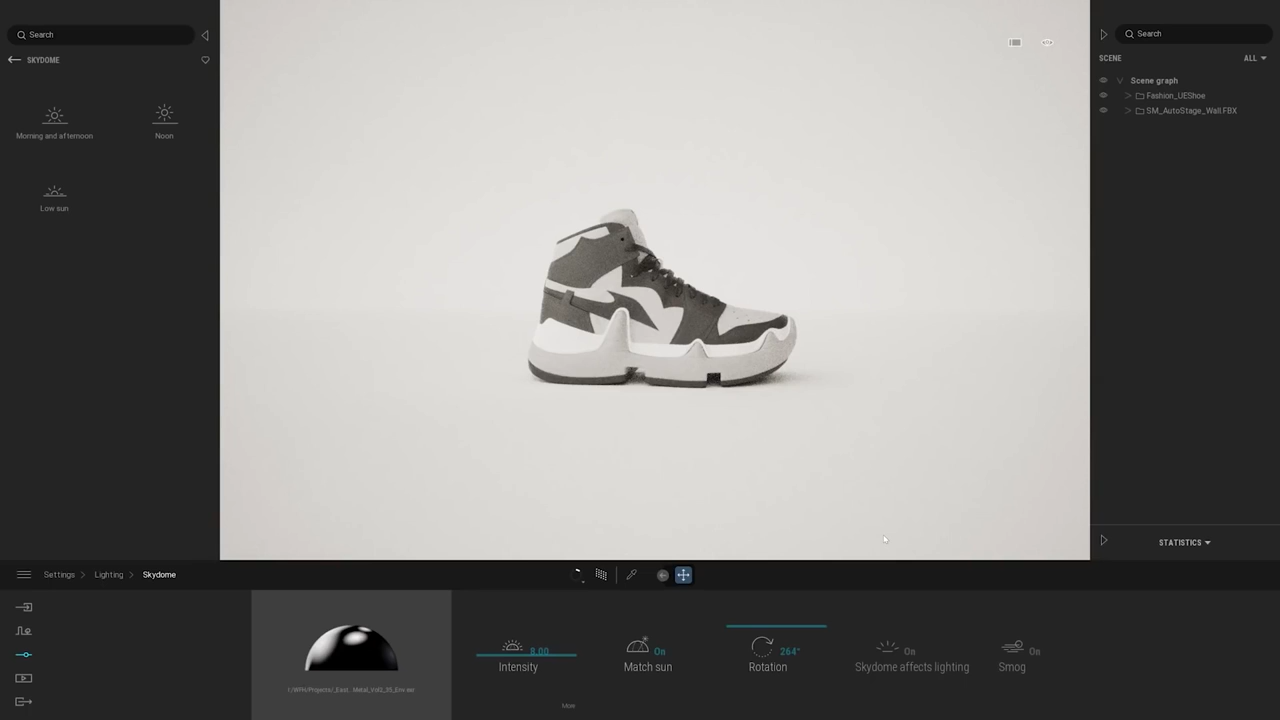 Search
SKYDOME
Morning and afternoon
Noon
Low sun
Search
SCENE
ALL
Scene graph
Fashion_UEShoe
SM_AutoStage_Wall.FBX
STATISTICS
Settings
Lighting
Skydome
8.00
Intensity
On
Match sun
264°
Rotation
On
Skydome affects lighting
On
Smog
More